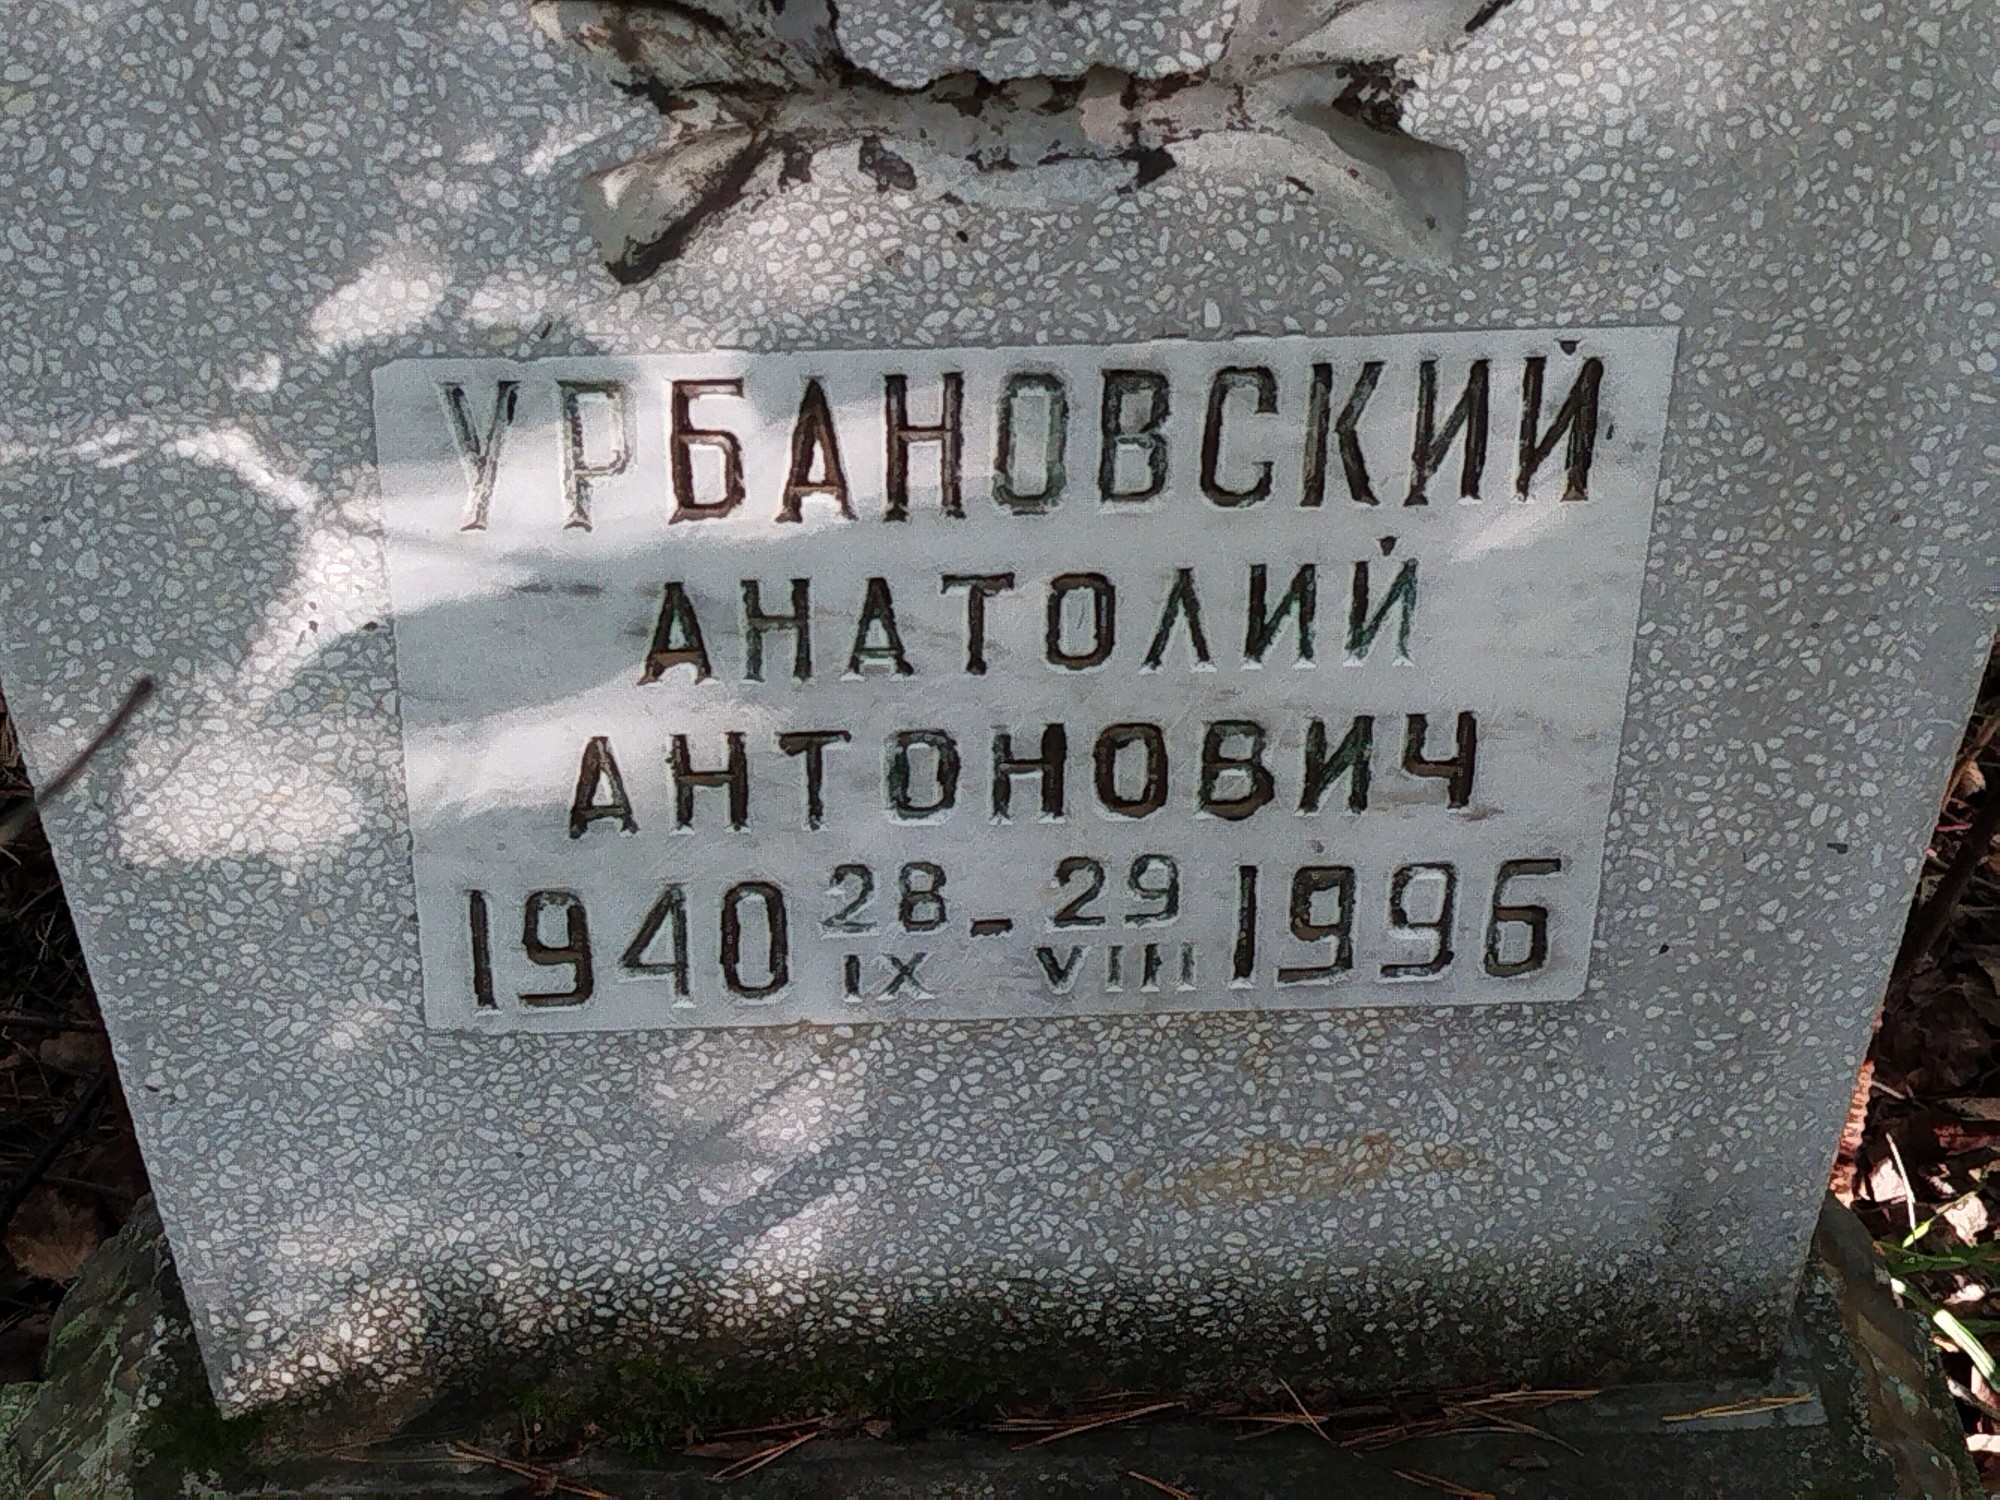 УРБАНОВСКИЙ
АНАТОЛИЙ
АНТОНОВИЧ
1940 28 IX - 29 VIII 1996